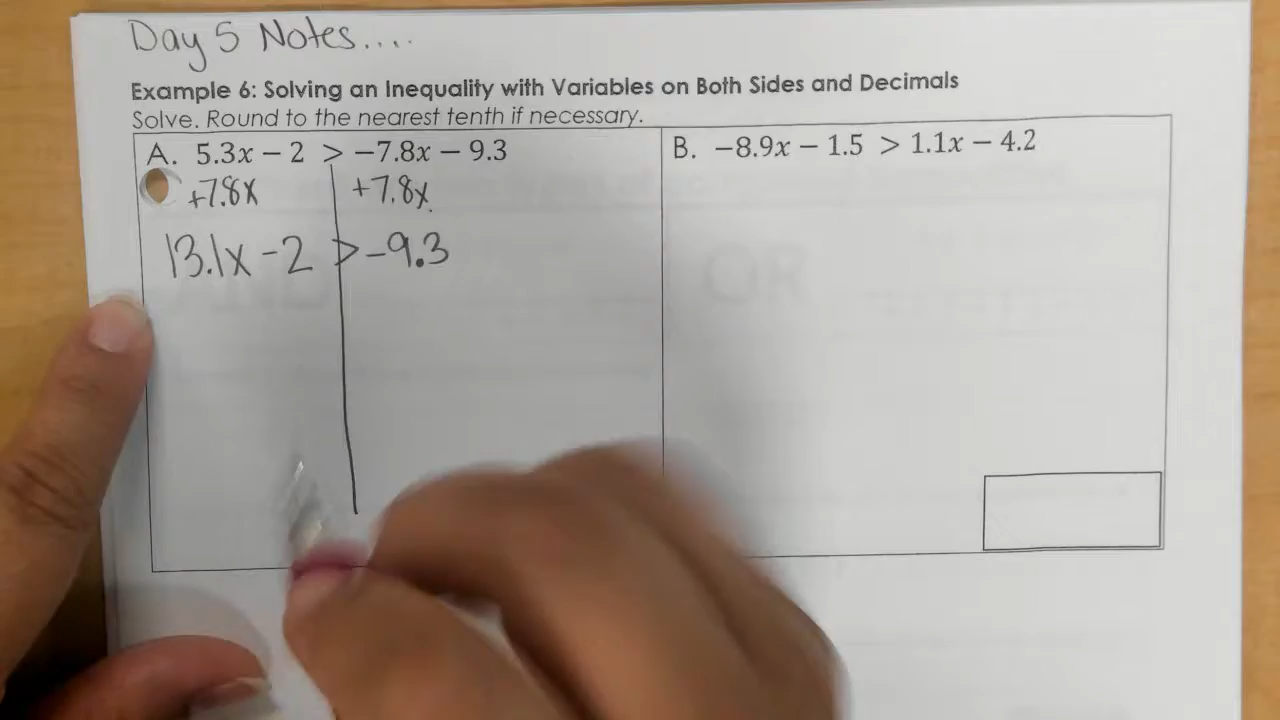 Day 5 Notes....
Example 6: Solving an Inequality with Variables on Both Sides and Decimals
Solve. Round to the nearest tenth if necessary.
A. 5.3x − 2 > −7.8x − 9.3
+7.8x +7.8x
13.1x - 2 > -9.3
B. −8.9x − 1.5 > 1.1x − 4.2